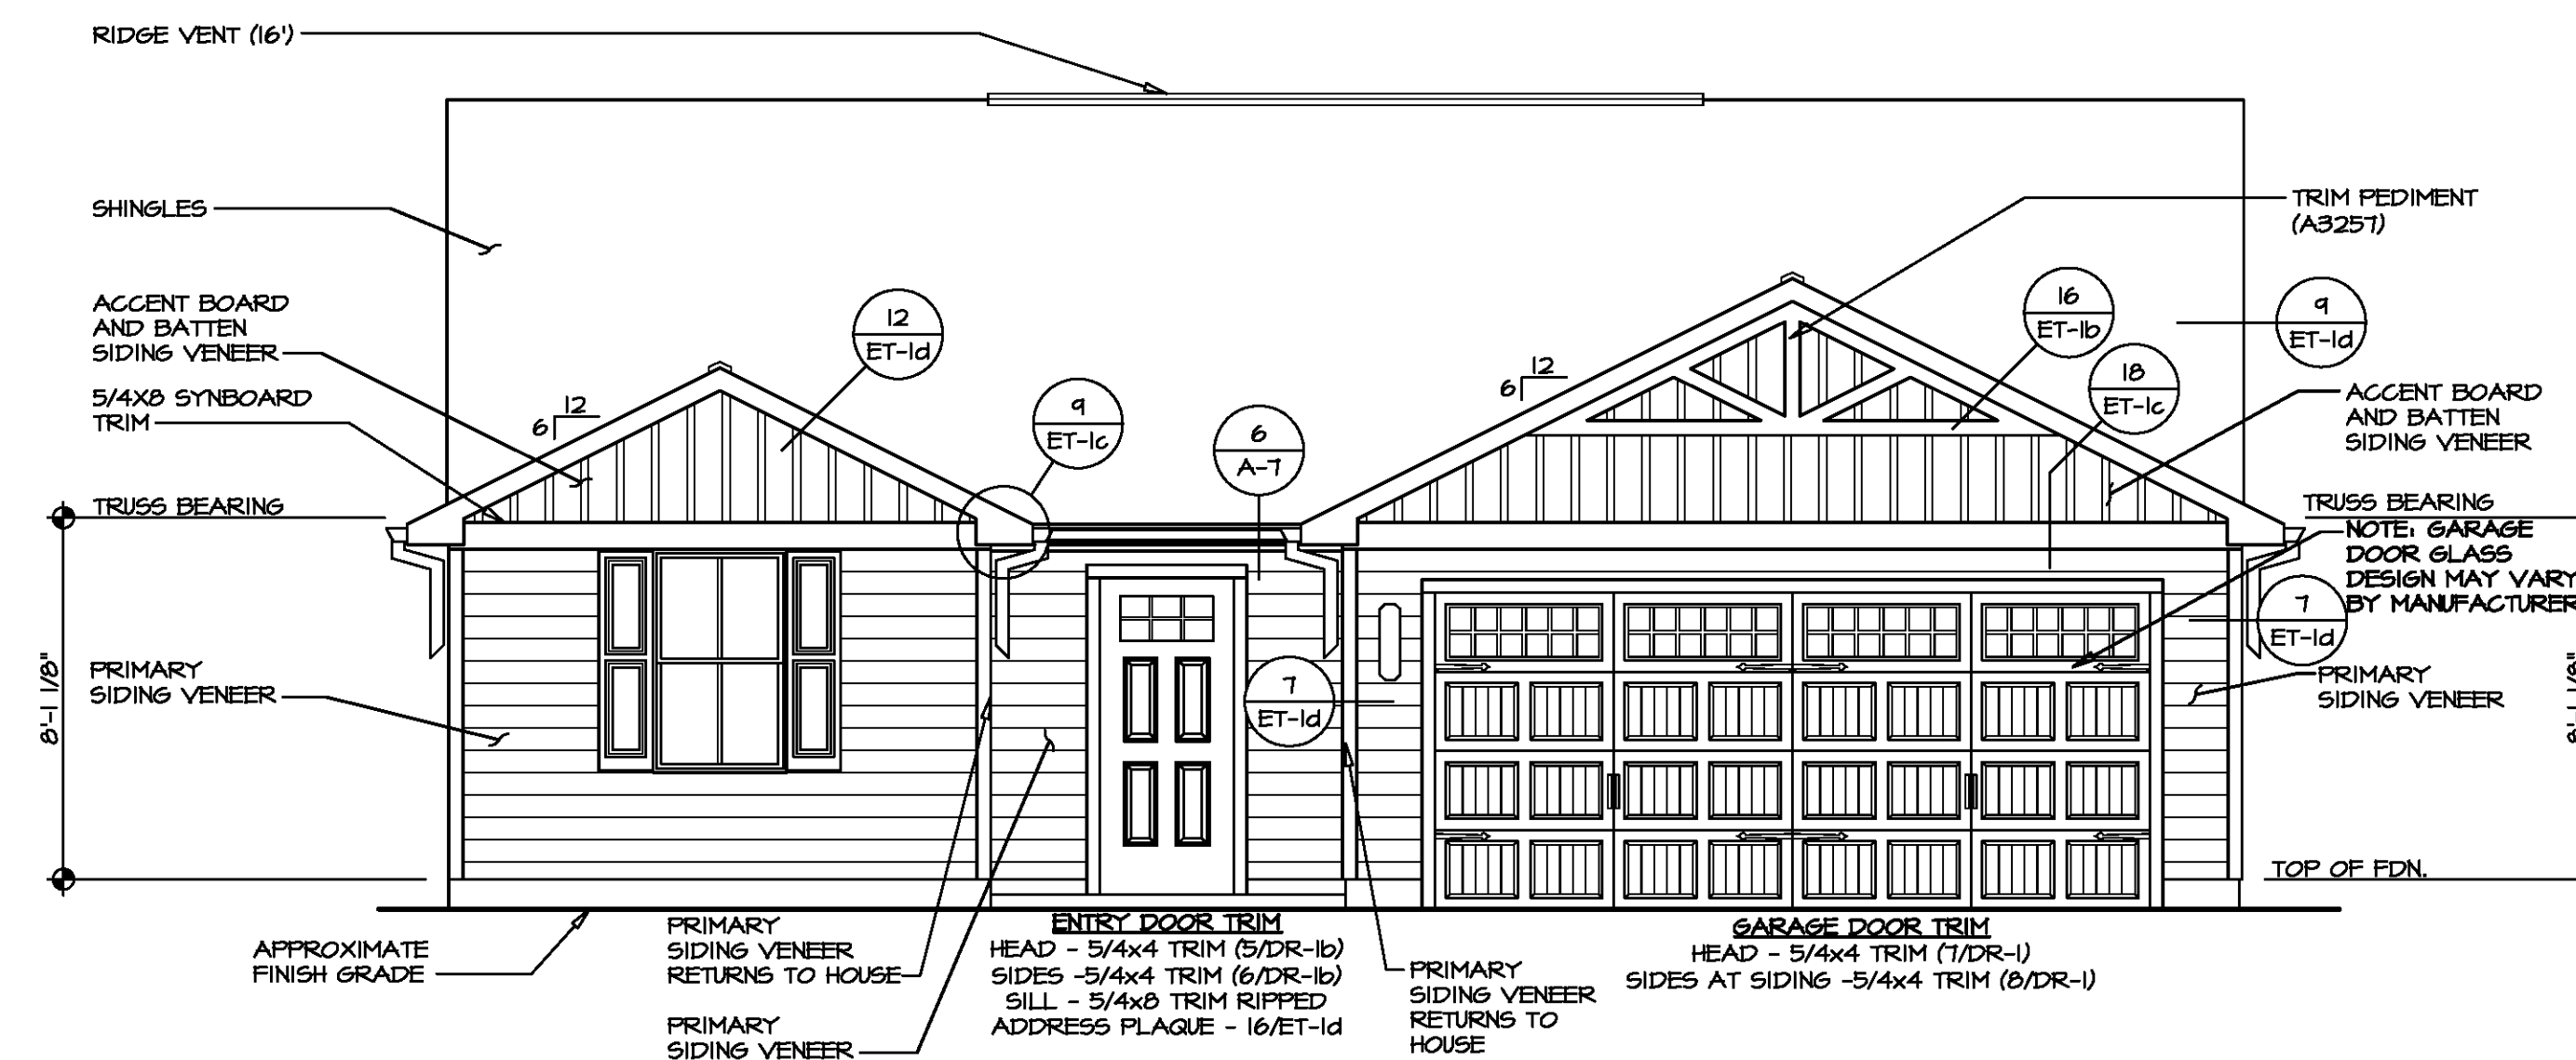 RIDGE VENT (16')
SHINGLES
ACCENT BOARD
AND BATTEN
SIDING VENEER
5/4X8 SYNBOARD
TRIM
TRUSS BEARING
8'-1 1/8"
PRIMARY
SIDING VENEER
APPROXIMATE
FINISH GRADE
12
6
12
ET-1d
9
ET-1c
6
A-7
12
6
TRIM PEDIMENT
(A3257)
16
ET-1b
9
ET-1d
18
ET-1c
ACCENT BOARD
AND BATTEN
SIDING VENEER
TRUSS BEARING
NOTE: GARAGE
DOOR GLASS
DESIGN MAY VARY
BY MANUFACTURER
7
ET-1d
7
ET-1d
PRIMARY
SIDING VENEER
8'-1 1/8"
TOP OF FDN.
PRIMARY
SIDING VENEER
RETURNS TO HOUSE
PRIMARY
SIDING VENEER
ENTRY DOOR TRIM
HEAD - 5/4x4 TRIM (5/DR-1b)
SIDES -5/4x4 TRIM (6/DR-1b)
SILL - 5/4x8 TRIM RIPPED
ADDRESS PLAQUE - 16/ET-1d
PRIMARY
SIDING VENEER
RETURNS TO
HOUSE
GARAGE DOOR TRIM
HEAD - 5/4x4 TRIM (7/DR-1)
SIDES AT SIDING -5/4x4 TRIM (8/DR-1)